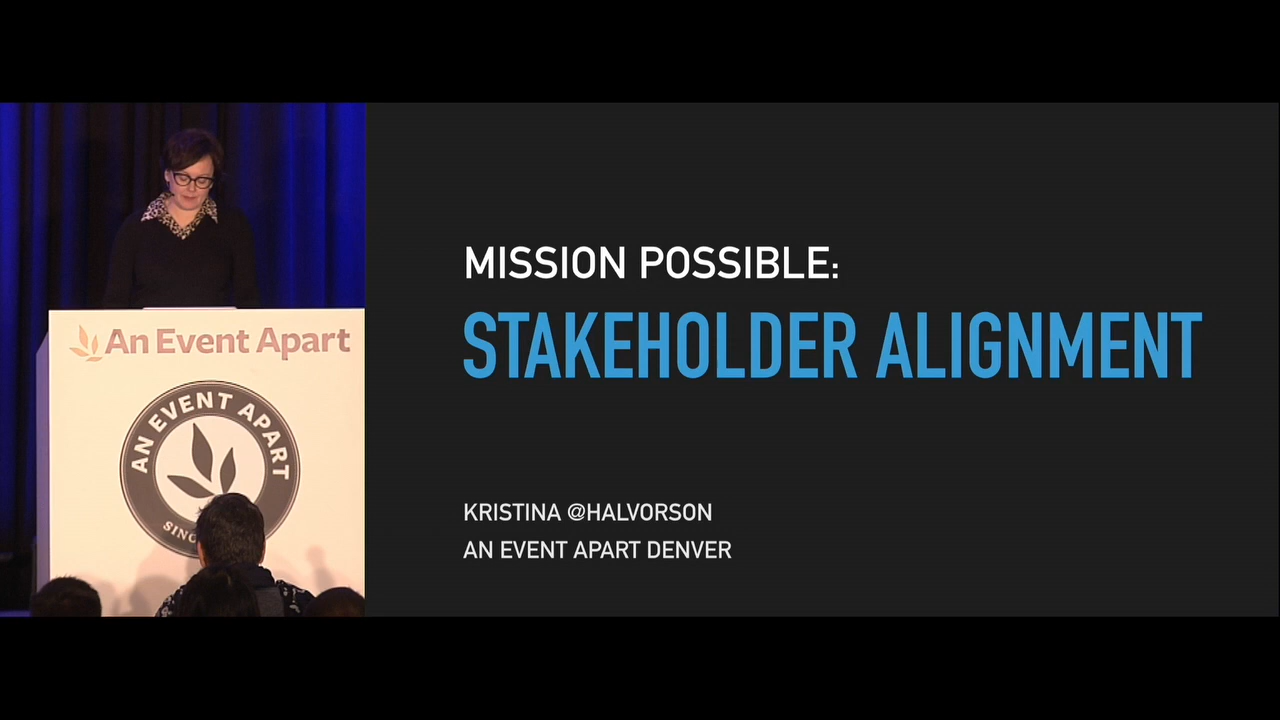 An Event Apart
AN EVENT APART
MISSION POSSIBLE:
STAKEHOLDER ALIGNMENT
KRISTINA @HALVORSON
AN EVENT APART DENVER